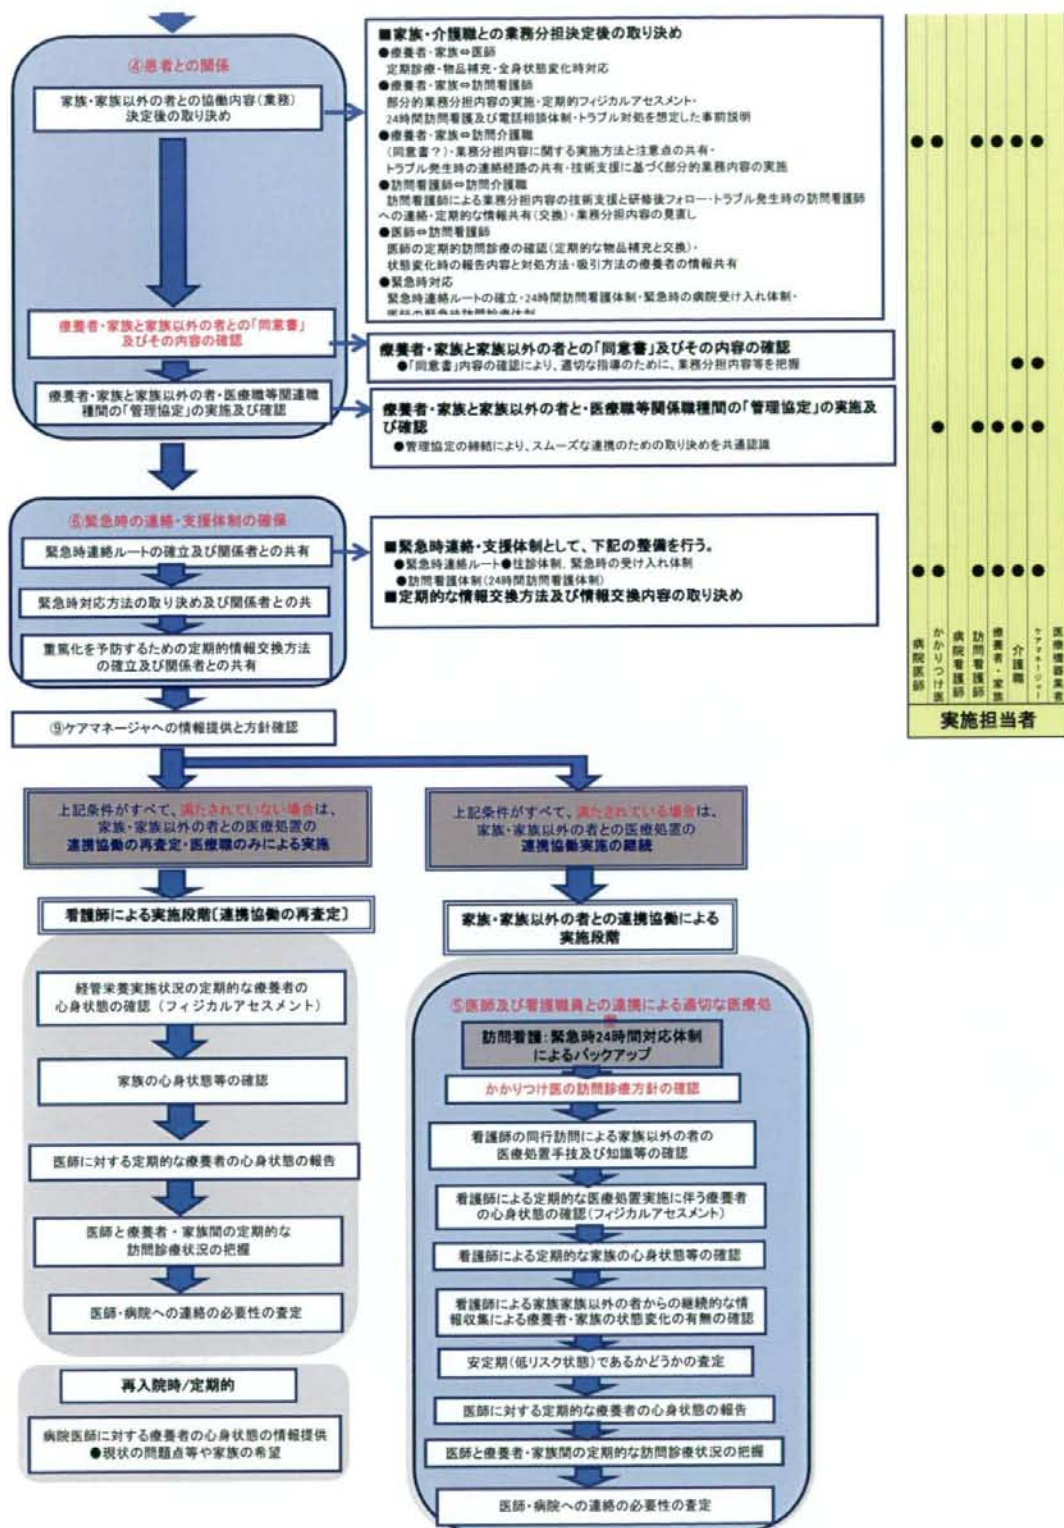 ④患者との関係
家族・家族以外の者との協働内容(業務)
決定後の取り決め
療養者・家族と家族以外の者との「同意書」
及びその内容の確認
療養者・家族と家族以外の者・医療職等関連職
種間の「管理協定」の実施及び確認
■家族・介護職との業務分担決定後の取り決め
●療養者・家族⇔医師
定期診療・物品補充・全身状態変化時対応
●療養者・家族⇔訪問看護師
部分的業務分担内容の実施・定期的フィジカルアセスメント・
24時間訪問看護及び電話相談体制・トラブル対処を想定した事前説明
●療養者・家族⇔訪問介護職
(同意書?)・業務分担内容に関する実施方法と注意点の共有・
トラブル発生時の連絡経路の共有・技術支援に基づく部分的業務内容の実施
●訪問看護師⇔訪問介護職
訪問看護師による業務分担内容の技術支援と研修後フォロー・トラブル発生時の訪問看護師
への連絡・定期的な情報共有(交換)・業務分担内容の見直し
●医師⇔訪問看護師
医師の定期的訪問診療の確認(定期的な物品補充と交換)・
状態変化時の報告内容と対処方法・吸引方法の療養者の情報共有
●緊急時対応
緊急時連絡ルートの確立・24時間訪問看護体制・緊急時の病院受け入れ体制・
医師の緊急時訪問診療体制
療養者・家族と家族以外の者との「同意書」及びその内容の確認
●「同意書」内容の確認により、適切な指導のために、業務分担内容等を把握
療養者・家族と家族以外の者と・医療職等関係職種間の「管理協定」の実施及
び確認
●管理協定の締結により、スムーズな連携のための取り決めを共通認識
⑥緊急時の連絡・支援体制の確保
緊急時連絡ルートの確立及び関係者との共有
緊急時対応方法の取り決め及び関係者との共
重篤化を予防するための定期的情報交換方法
の確立及び関係者との共有
■緊急時連絡・支援体制として、下記の整備を行う。
●緊急時連絡ルート●往診体制、緊急時の受け入れ体制
●訪問看護体制(24時間訪問看護体制)
■定期的な情報交換方法及び情報交換内容の取り決め
病院医師
かかりつけ医
病院看護師
訪問看護師
療養者・家族
介護職
ケアマネージャー
医療機器業者
実施担当者
⑨ケアマネージャへの情報提供と方針確認
上記条件がすべて、満たされていない場合は、
家族・家族以外の者との医療処置の
連携協働の再査定・医療職のみによる実施
看護師による実施段階〔連携協働の再査定〕
経管栄養実施状況の定期的な療養者の
心身状態の確認(フィジカルアセスメント)
家族の心身状態等の確認
医師に対する定期的な療養者の心身状態の報告
医師と療養者・家族間の定期的な
訪問診療状況の把握
医師・病院への連絡の必要性の査定
再入院時/定期的
病院医師に対する療養者の心身状態の情報提供
●現状の問題点等や家族の希望
上記条件がすべて、満たされている場合は、
家族・家族以外の者との医療処置の
連携協働実施の継続
家族・家族以外の者との連携協働による
実施段階
⑤医師及び看護職員との連携による適切な医療処
置
訪問看護:緊急時24時間対応体制
によるバックアップ
かかりつけ医の訪問診療方針の確認
看護師の同行訪問による家族以外の者の
医療処置手技及び知識等の確認
看護師による定期的な医療処置実施に伴う療養者
の心身状態の確認(フィジカルアセスメント)
看護師による定期的な家族の心身状態等の確認
看護師による家族家族以外の者からの継続的な情
報収集による療養者・家族の状態変化の有無の確認
安定期(低リスク状態)であるかどうかの査定
医師に対する定期的な療養者の心身状態の報告
医師と療養者・家族間の定期的な訪問診療状況の把握
医師・病院への連絡の必要性の査定